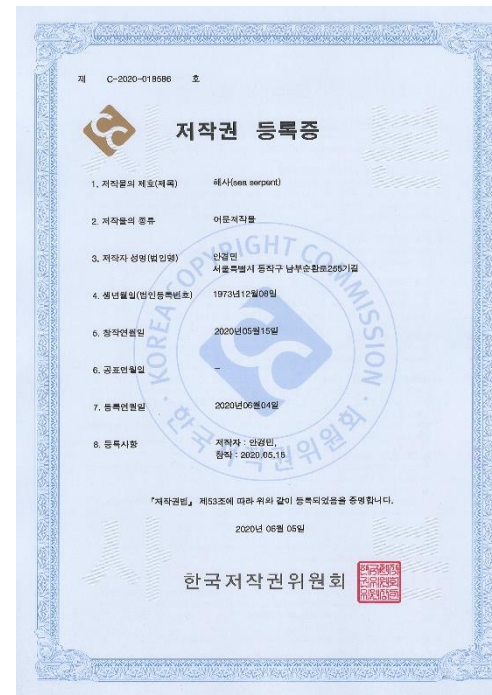 제 C-2020-018586 호
저작권 등록증
1. 저작물의 제호(제목) 해사(sea serpent)
2. 저작물의 종류 어문저작물
3. 저작자 성명(법인명) 안경민
서울특별시 동작구 남부순환로255가길
4. 생년월일(법인등록번호) 1973년12월08일
5. 창작연월일 2020년05월15일
6. 공표연월일 –
7. 등록연월일 2020년06월04일
8. 등록사항 저작자 : 안경민,
창작 : 2020.05.15
KOREA COPYRIGHT COMMISSION
한국저작권위원회
『저작권법』 제53조에 따라 위와 같이 등록되었음을 증명합니다.
2020년 06월 05일
한국저작권위원회
사본